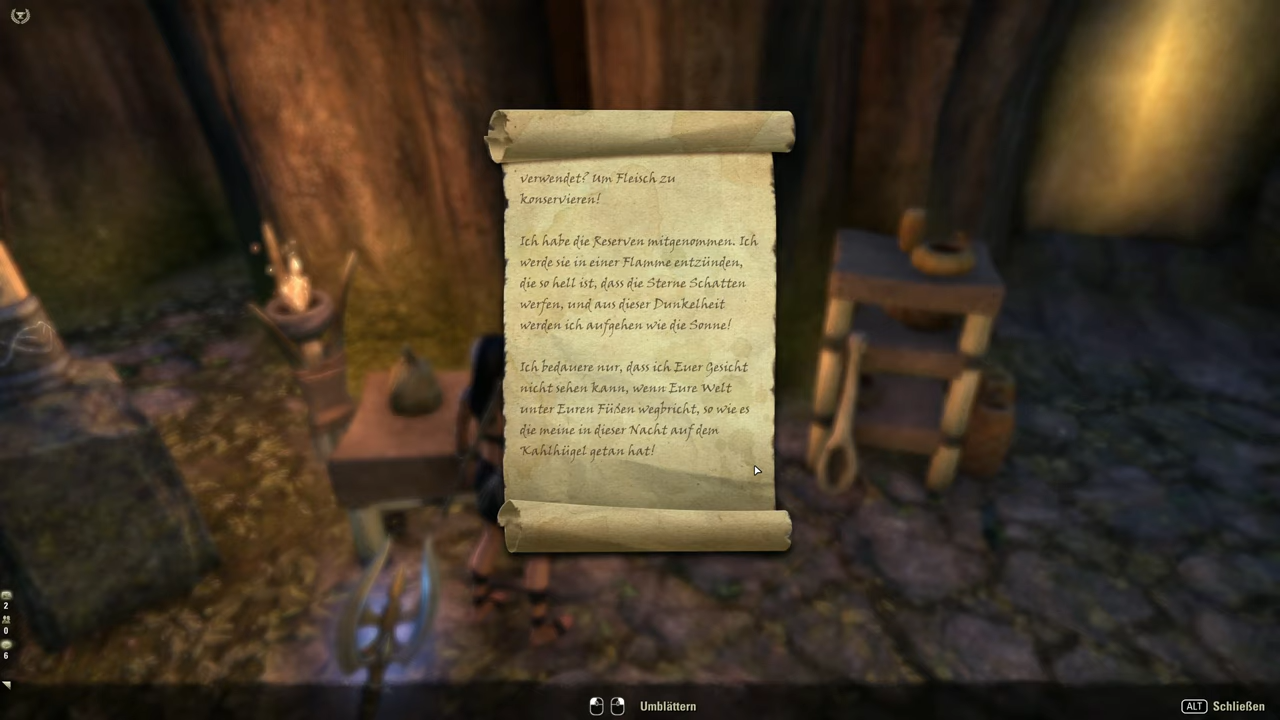 verwendet? Um Fleisch zu
konservieren!
Ich habe die Reserven mitgenommen. Ich
werde sie in einer Flamme entzünden,
die so hell ist, dass die Sterne Schatten
werfen, und aus dieser Dunkelheit
werden ich aufgehen wie die Sonne!
Ich bedauere nur, dass ich Euer Gesicht
nicht sehen kann, wenn Eure Welt
unter Euren Füßen wegbricht, so wie es
die meine in dieser Nacht auf dem
Kahlhügel getan hat!
2
0
6
Umblättern
ALT Schließen